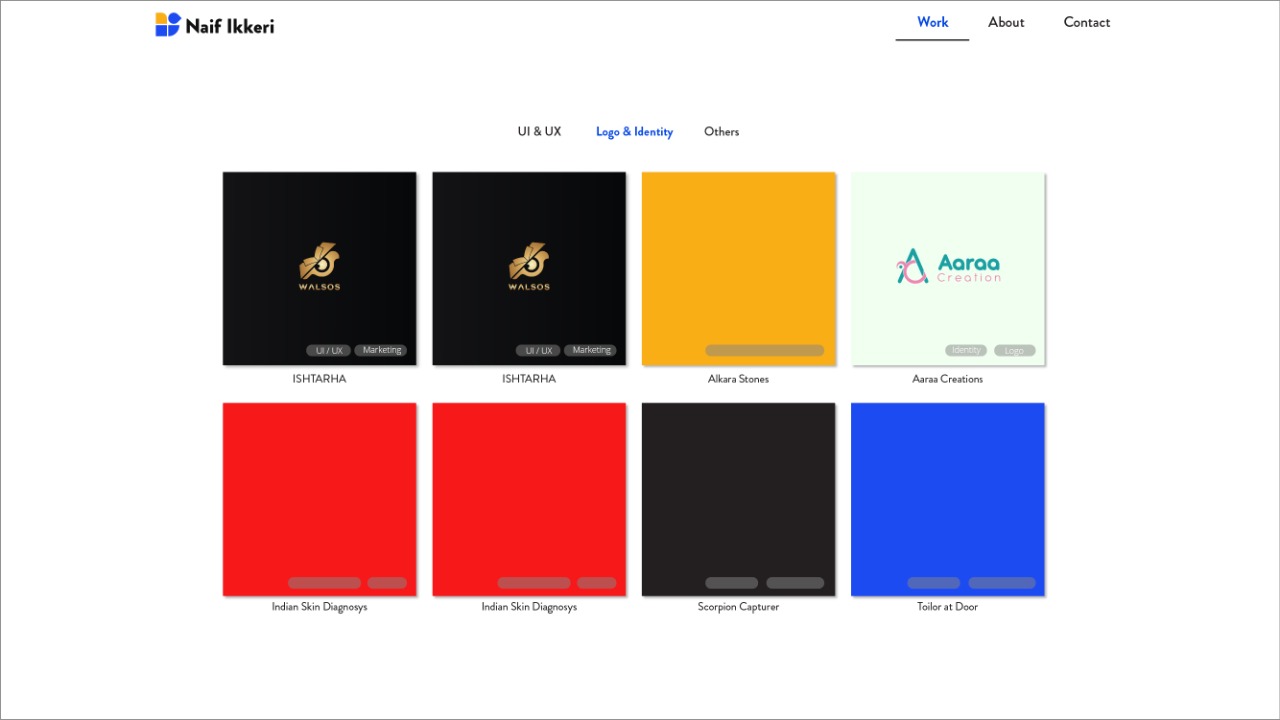 Naif Ikkeri
Work About Contact
UI & UX Logo & Identity Others
WALSOS
WALSOS
Aaraa
Creation
UI / UX Marketing
UI / UX Marketing
Identity Logo
ISHTARHA
ISHTARHA
Alkara Stones
Aaraa Creations
Indian Skin Diagnosys
Indian Skin Diagnosys
Scorpion Capturer
Toilor at Door